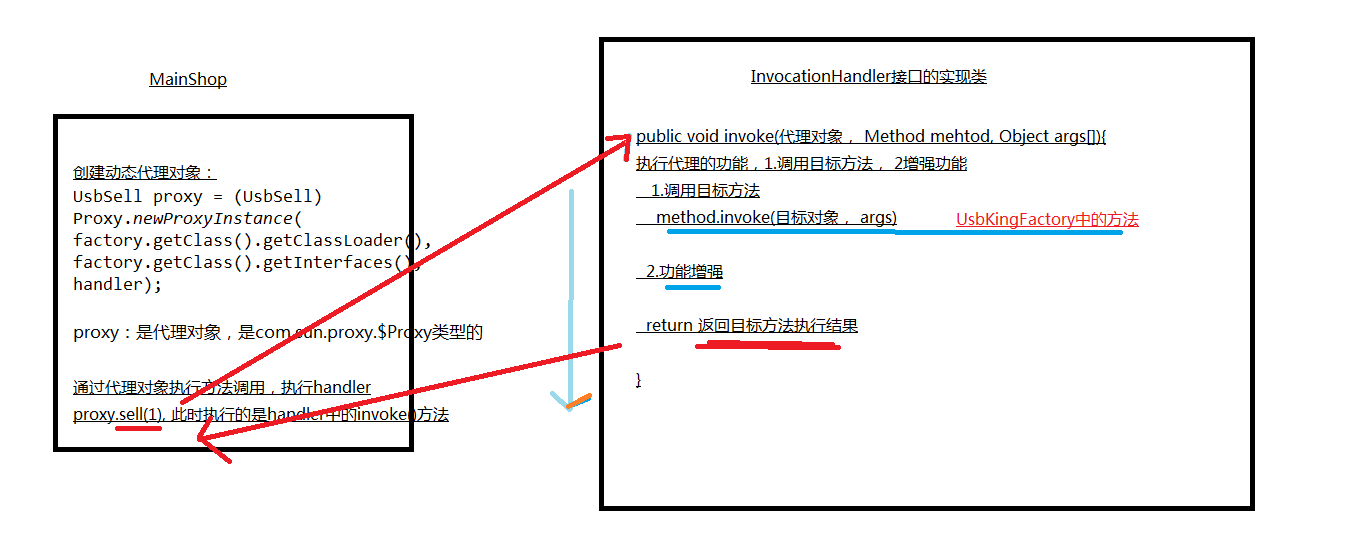 MainShop
创建动态代理对象：
UsbSell proxy = (UsbSell)
Proxy.newProxyInstance(
factory.getClass().getClassLoader(),
factory.getClass().getInterfaces(),
handler);
proxy：是代理对象，是com.sun.proxy.$Proxy类型的
通过代理对象执行方法调用，执行handler
proxy.sell(1), 此时执行的是handler中的invoke()方法
InvocationHandler接口的实现类
public void invoke(代理对象， Method mehtod, Object args[]){
执行代理的功能，1.调用目标方法， 2增强功能
1.调用目标方法
method.invoke(目标对象， args) UsbKingFactory中的方法
2.功能增强
return 返回目标方法执行结果
}